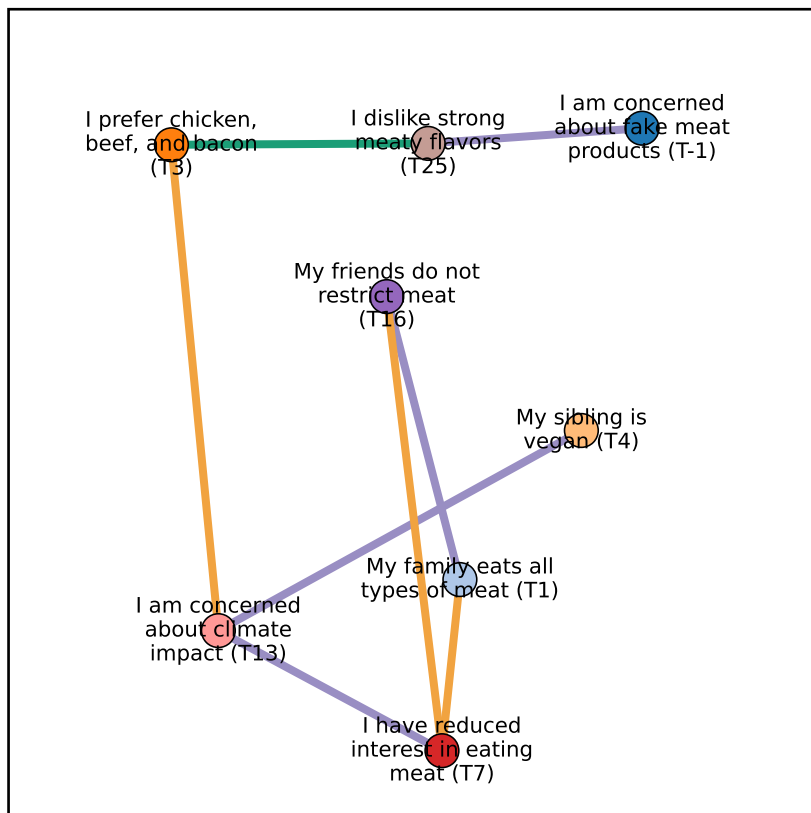 I prefer chicken,
beef, and bacon
(T3)
I dislike strong
meaty flavors
(T25)
I am concerned
about fake meat
products (T-1)
My friends do not
restrict meat
(T16)
My sibling is
vegan (T4)
My family eats all
types of meat (T1)
I am concerned
about climate
impact (T13)
I have reduced
interest in eating
meat (T7)